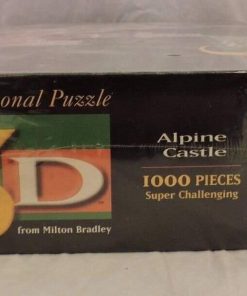 onal Puzzle
D
from Milton Bradley
Alpine
Castle
1000 PIECES
Super Challenging